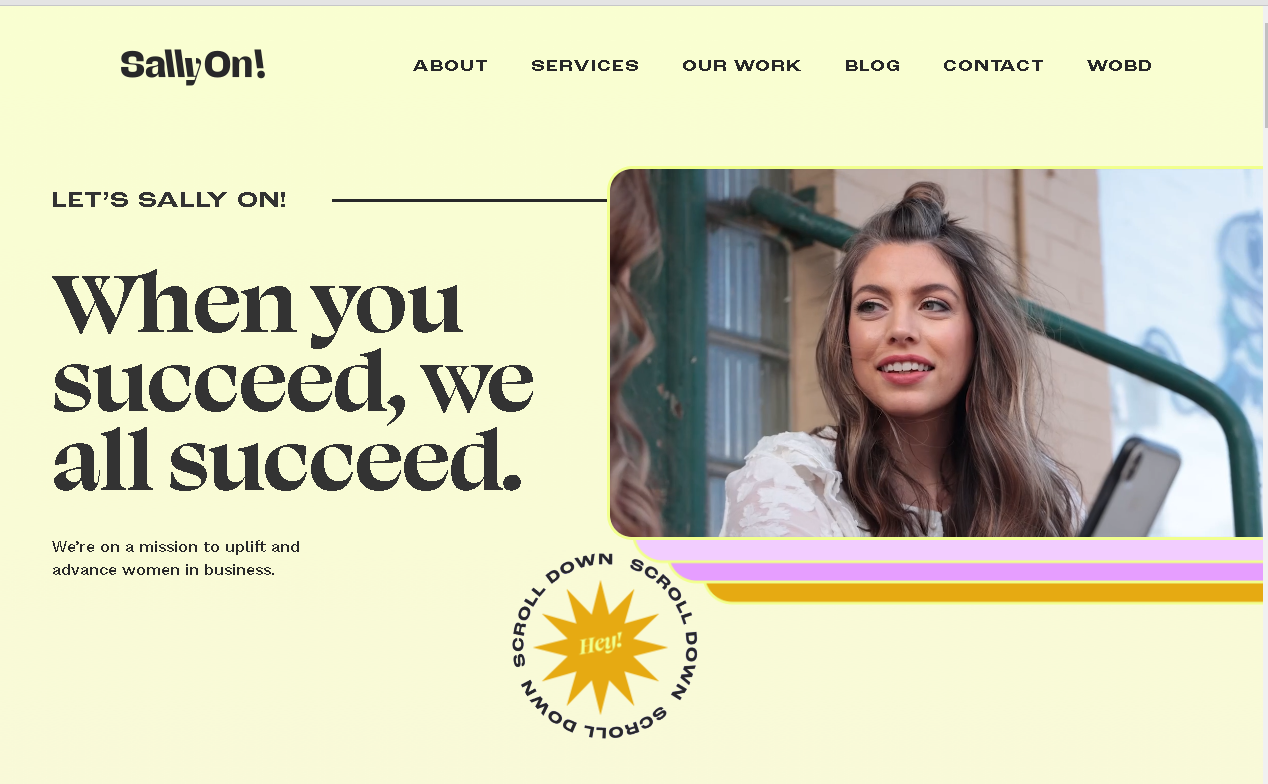 Sally On!
ABOUT SERVICES OUR WORK BLOG CONTACT WOBD
LET’S SALLY ON!
When you
succeed, we
all succeed.
We’re on a mission to uplift and
advance women in business.
SCROLL DOWN SCROLL DOWN SCROLL DOWN
Hey!